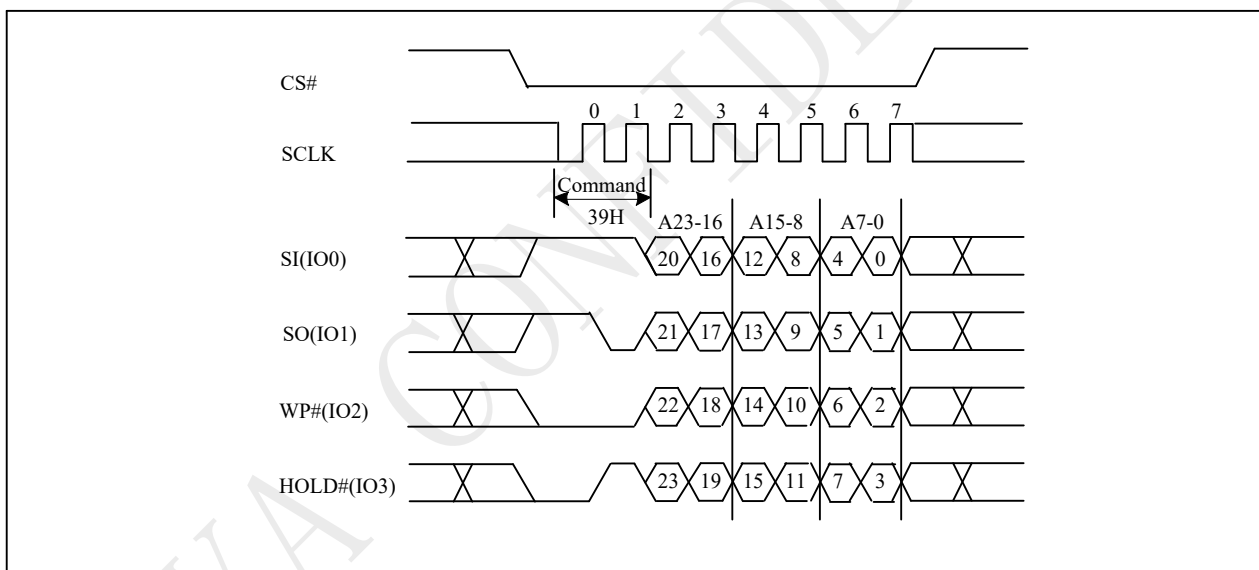 CS#
0 1 2 3 4 5 6 7
SCLK
Command
39H
A23-16 A15-8 A7-0
SI(IO0) 20 16 12 8 4 0
SO(IO1) 21 17 13 9 5 1
WP#(IO2) 22 18 14 10 6 2
HOLD#(IO3) 23 19 15 11 7 3